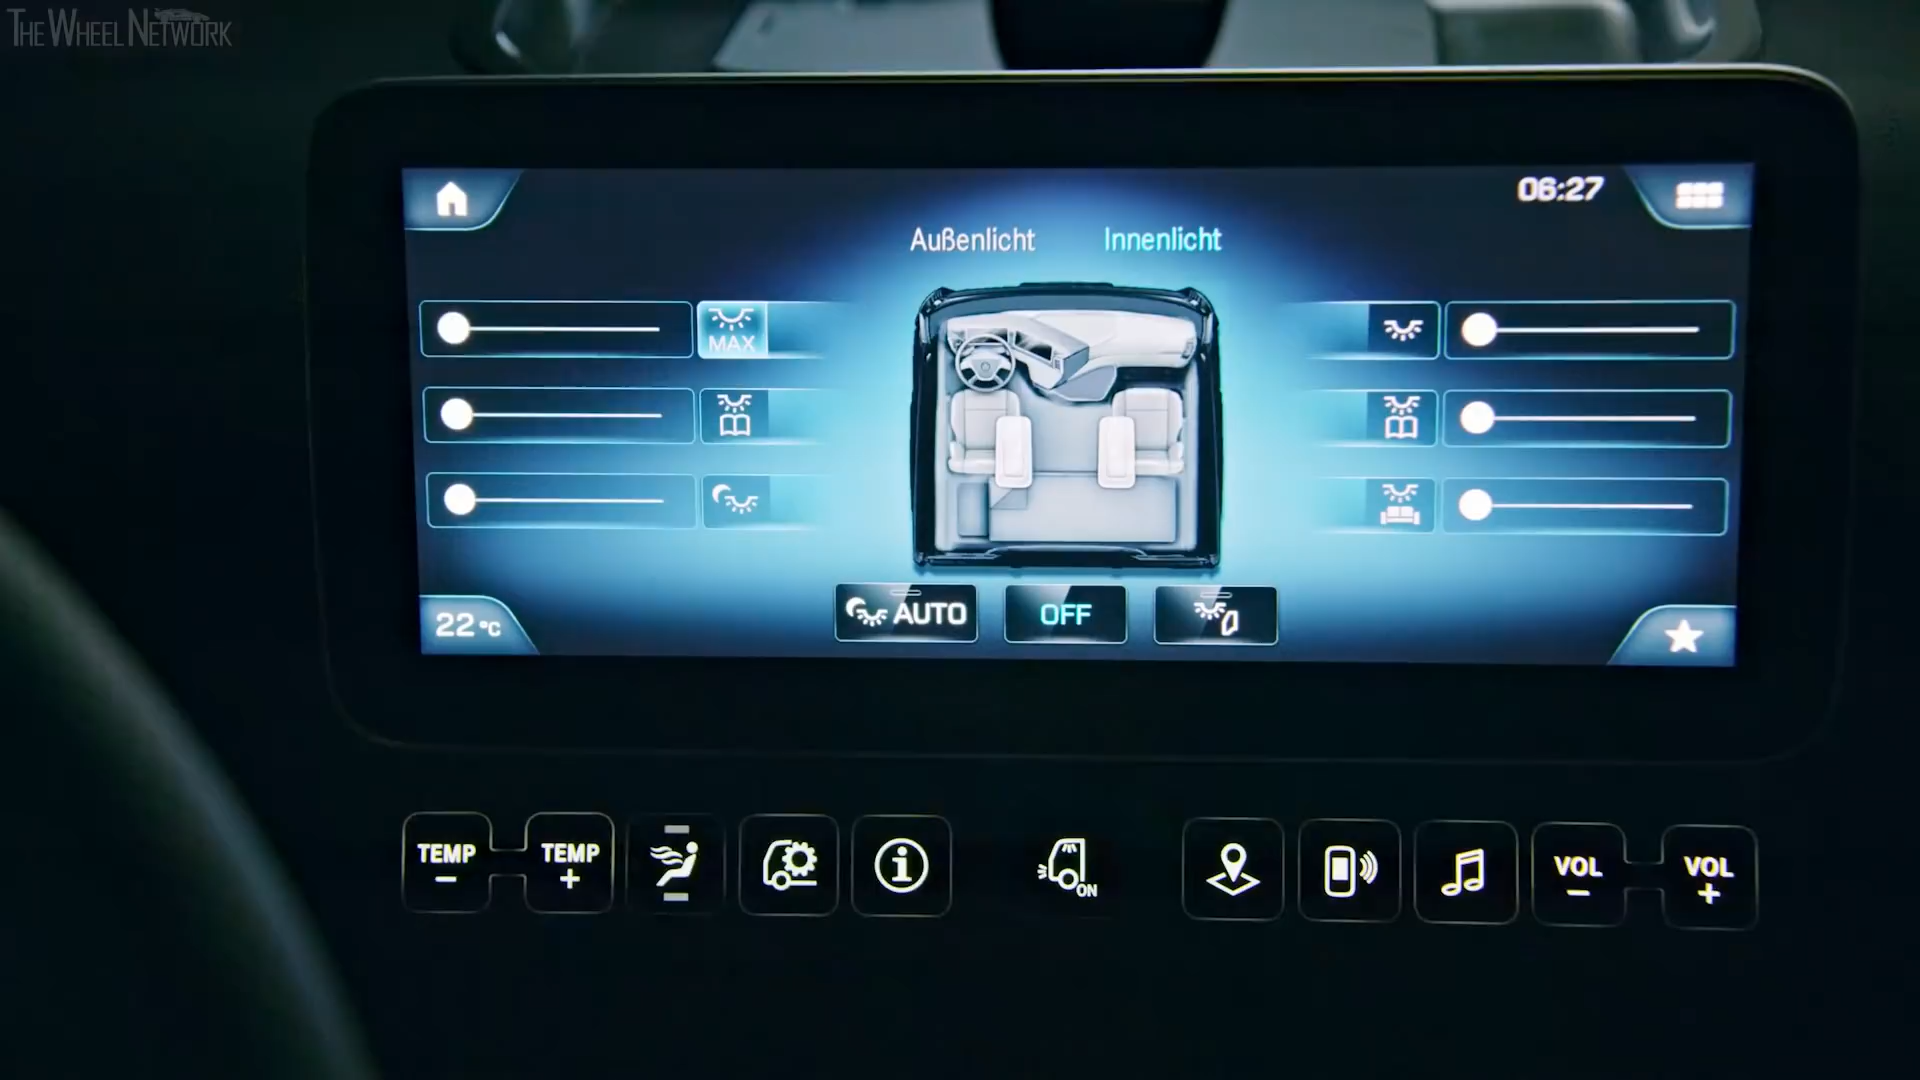 THE WHEEL NETWORK
06:27
Außenlicht Innenlicht
MAX
AUTO OFF
22 °C
TEMP
−
TEMP
+
ON
VOL
−
VOL
+